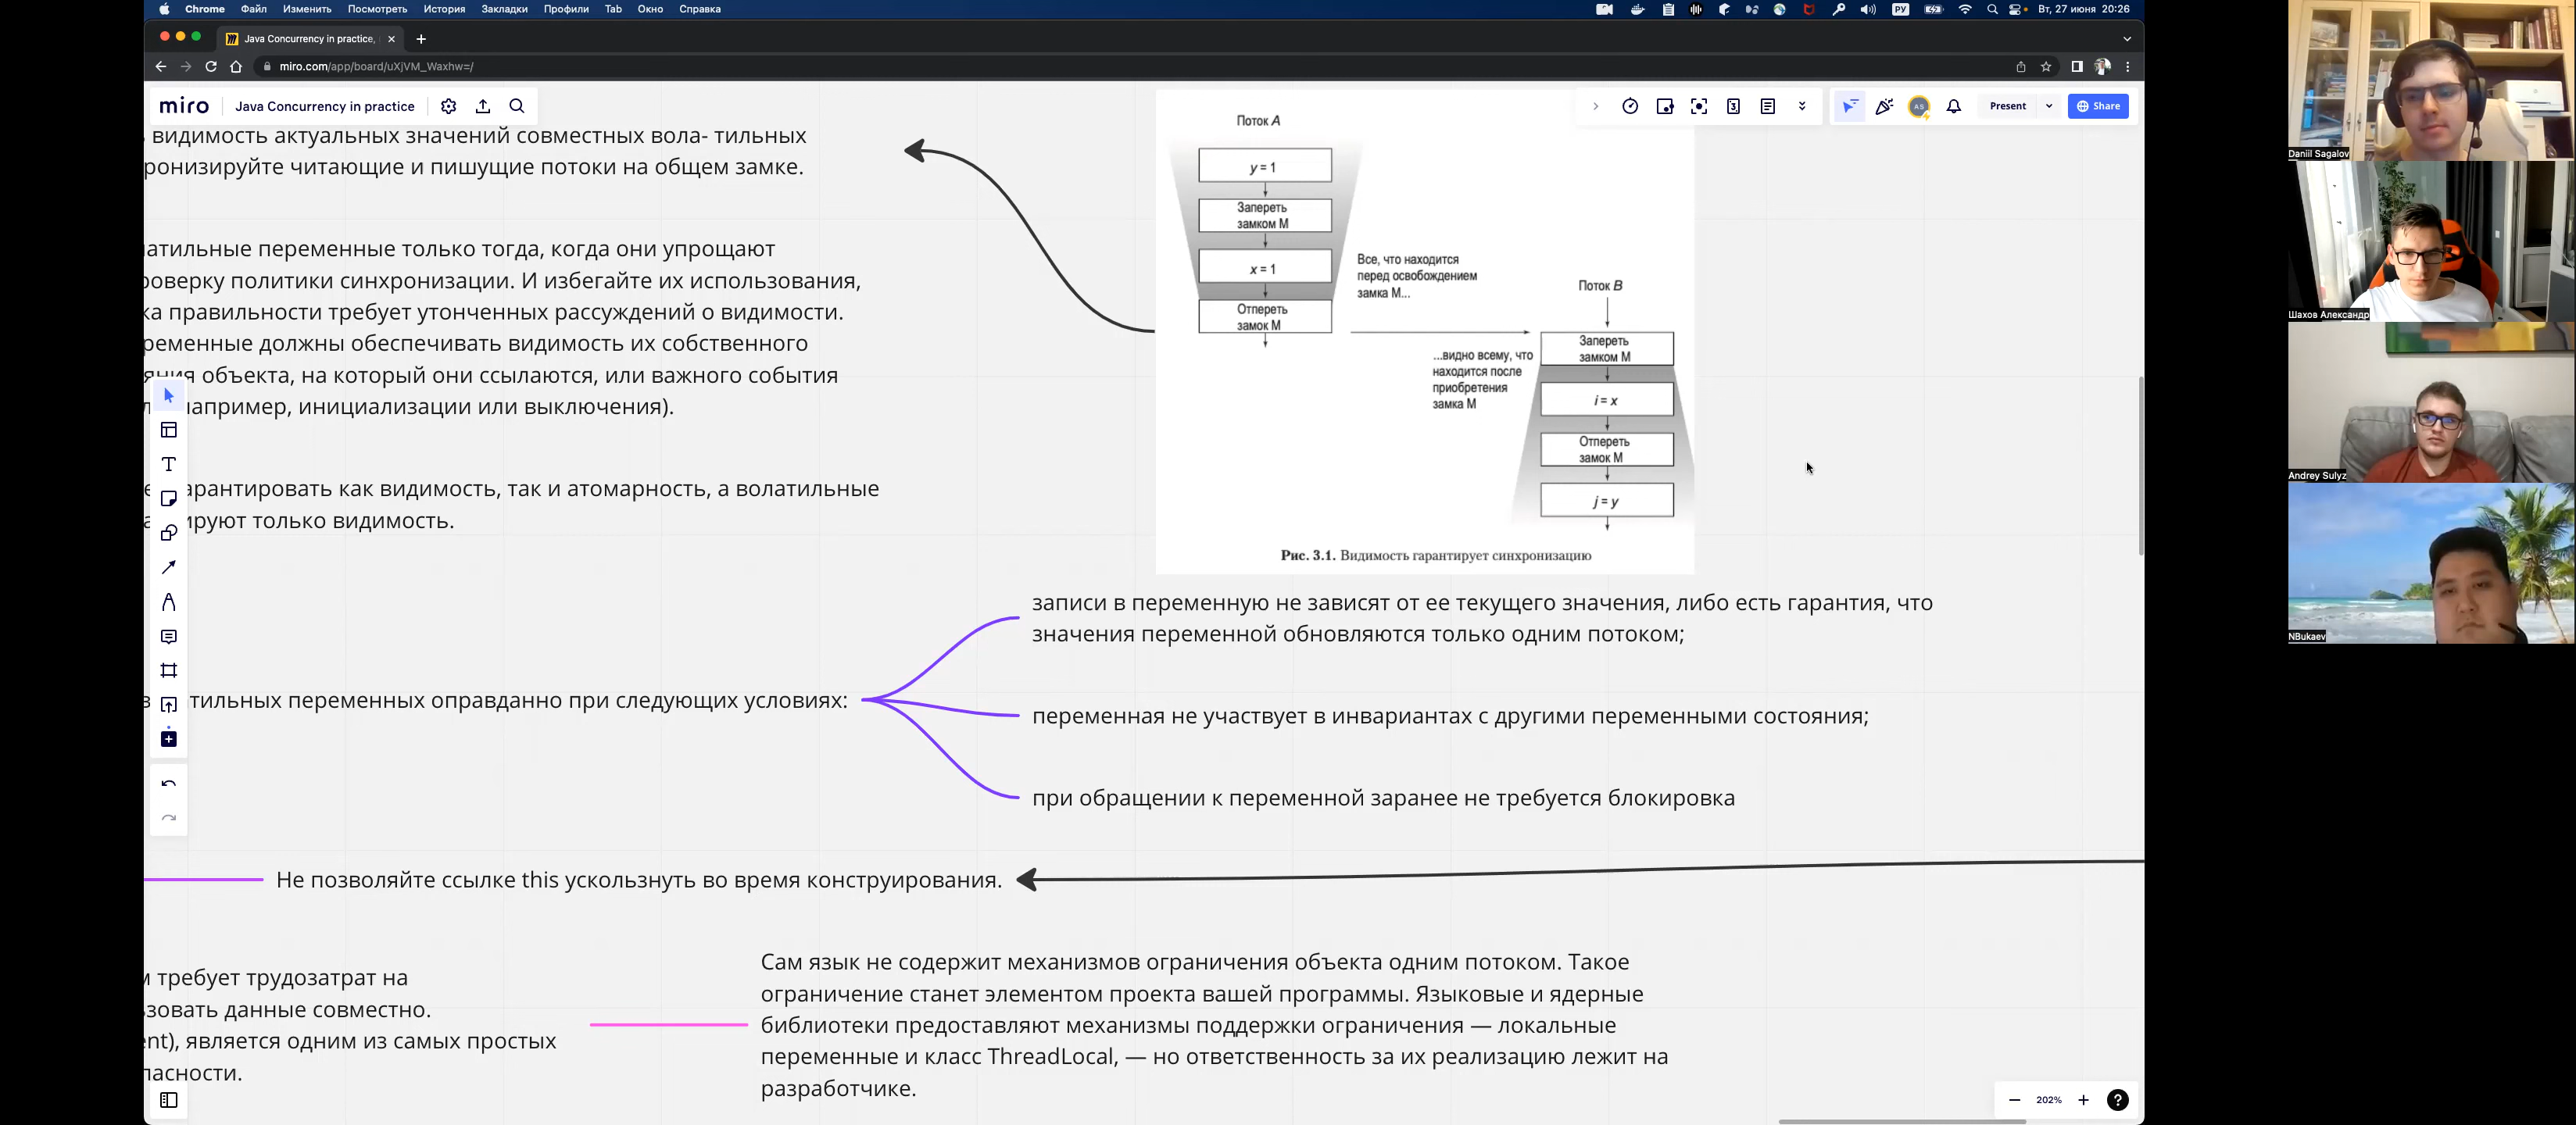 Chrome Файл Изменить Посмотреть История Закладки Профили Tab Окно Справка
РУ
Вт, 27 июня 20:26
Java Concurrency in practice,
miro.com/app/board/uXjVM_Waxhw=/
miro Java Concurrency in practice
AS
Present
Share
видимость актуальных значений совместных вола- тильных
ронизируйте читающие и пишущие потоки на общем замке.
атильные переменные только тогда, когда они упрощают
роверку политики синхронизации. И избегайте их использования,
ка правильности требует утонченных рассуждений о видимости.
ременные должны обеспечивать видимость их собственного
яния объекта, на который они ссылаются, или важного события
например, инициализации или выключения).
арантировать как видимость, так и атомарность, а волатильные
ируют только видимость.
Поток A
y = 1
Запереть
замком M
x = 1
Отпереть
замок M
Все, что находится
перед освобождением
замка M...
Поток B
...видно всему, что
находится после
приобретения
замка M
Запереть
замком M
i = x
Отпереть
замок M
j = y
Рис. 3.1. Видимость гарантирует синхронизацию
тильных переменных оправданно при следующих условиях:
записи в переменную не зависят от ее текущего значения, либо есть гарантия, что
значения переменной обновляются только одним потоком;
переменная не участвует в инвариантах с другими переменными состояния;
при обращении к переменной заранее не требуется блокировка
Не позволяйте ссылке this ускользнуть во время конструирования.
м требует трудозатрат на
ьзовать данные совместно.
ent), является одним из самых простых
пасности.
Сам язык не содержит механизмов ограничения объекта одним потоком. Такое
ограничение станет элементом проекта вашей программы. Языковые и ядерные
библиотеки предоставляют механизмы поддержки ограничения — локальные
переменные и класс ThreadLocal, — но ответственность за их реализацию лежит на
разработчике.
202%
Daniil Sagalov
Шахов Александр
Andrey Sulyz
NBukaev